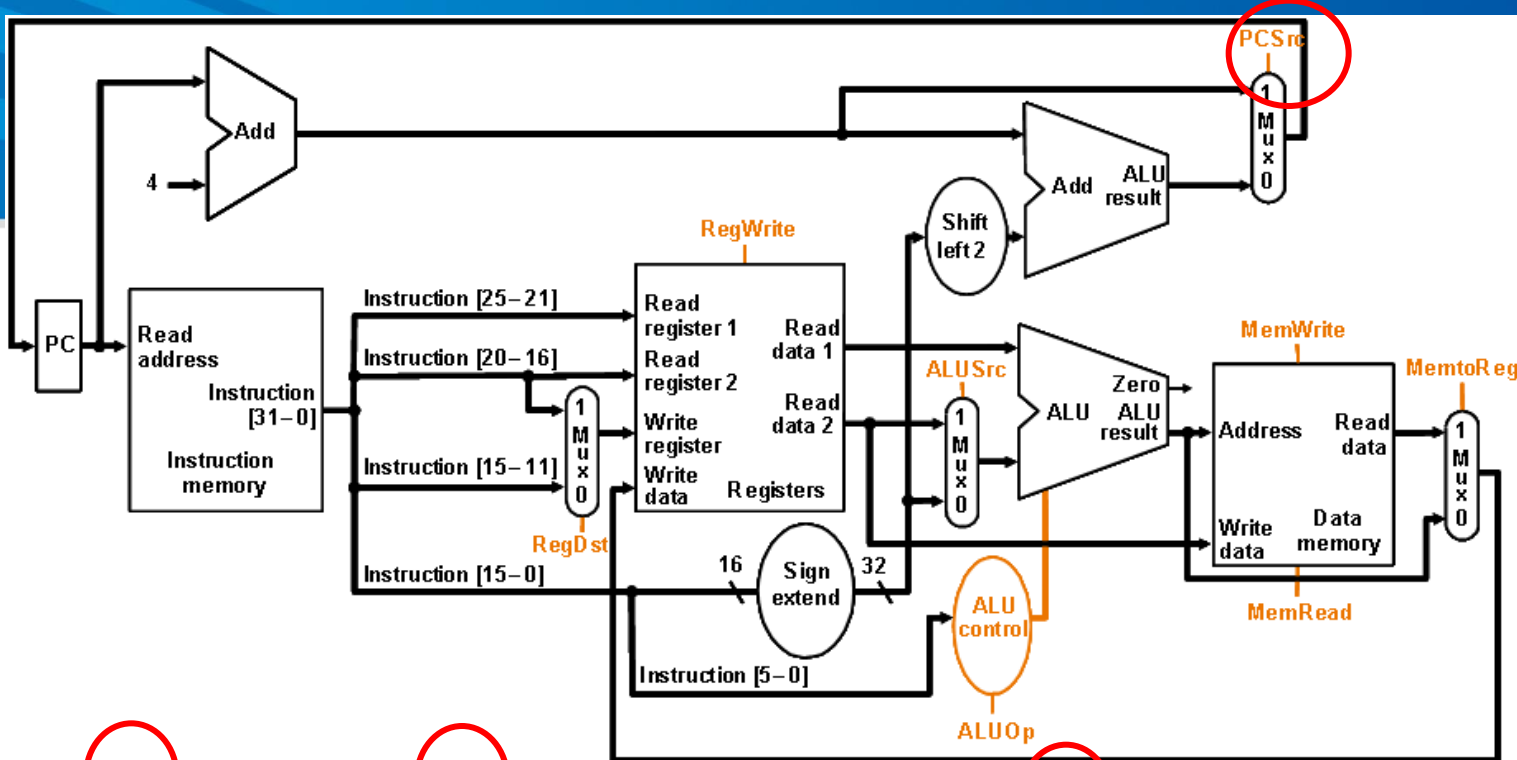 PCSrc
1
M
u
x
0
Add
4
Add
ALU
result
Shift
left 2
RegWrite
PC
Read
address
Instruction
[31–0]
Instruction
memory
Instruction [25–21]
Instruction [20–16]
Instruction [15–11]
Instruction [15–0]
1
M
u
x
0
RegDst
Read
register 1
Read
register 2
Write
register
Write
data
Read
data 1
Read
data 2
Registers
16
Sign
extend
32
Instruction [5–0]
ALUSrc
1
M
u
x
0
Zero
ALU
ALU
result
ALU
control
ALUOp
MemWrite
Address
Read
data
Write
data
Data
memory
MemRead
MemtoReg
1
M
u
x
0